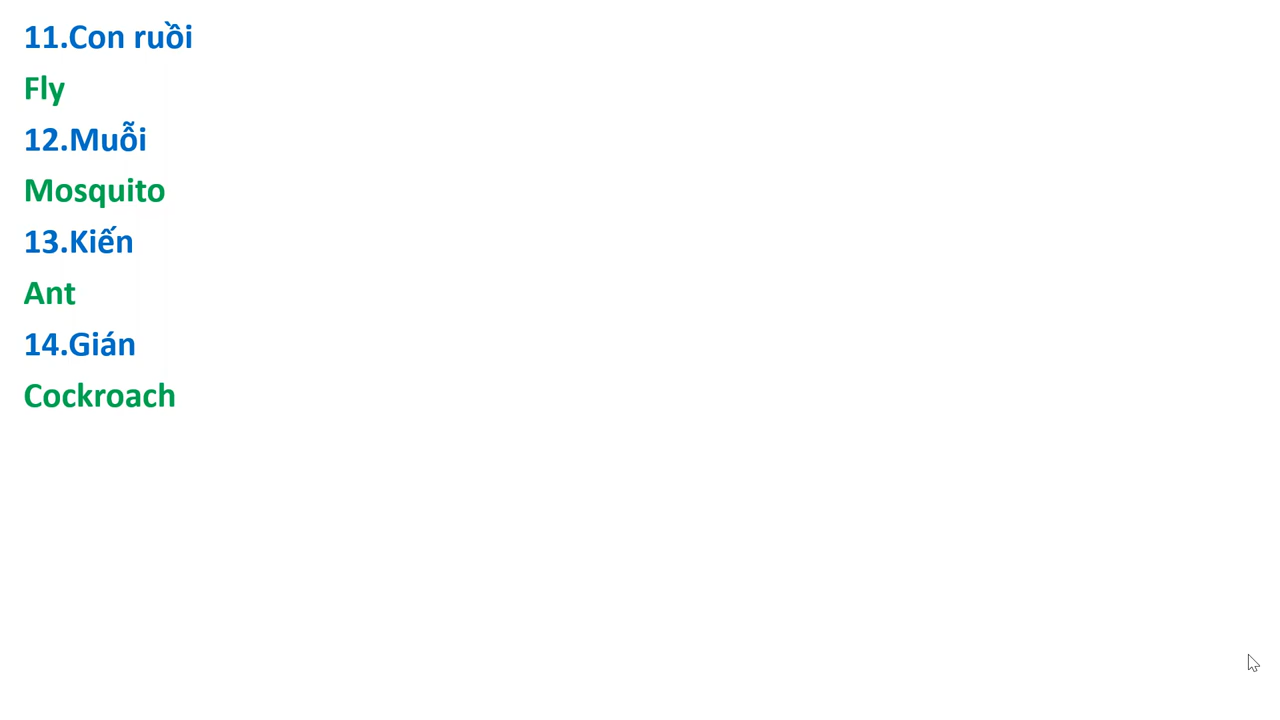 11.Con ruồi
Fly
12.Muỗi
Mosquito
13.Kiến
Ant
14.Gián
Cockroach